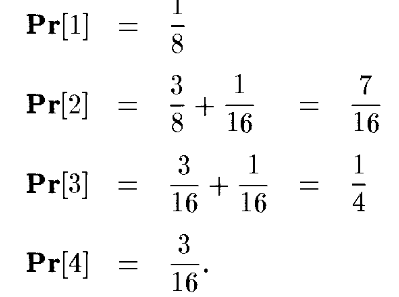 Pr[1] = 1/8
Pr[2] = 3/8 + 1/16 = 7/16
Pr[3] = 3/16 + 1/16 = 1/4
Pr[4] = 3/16.